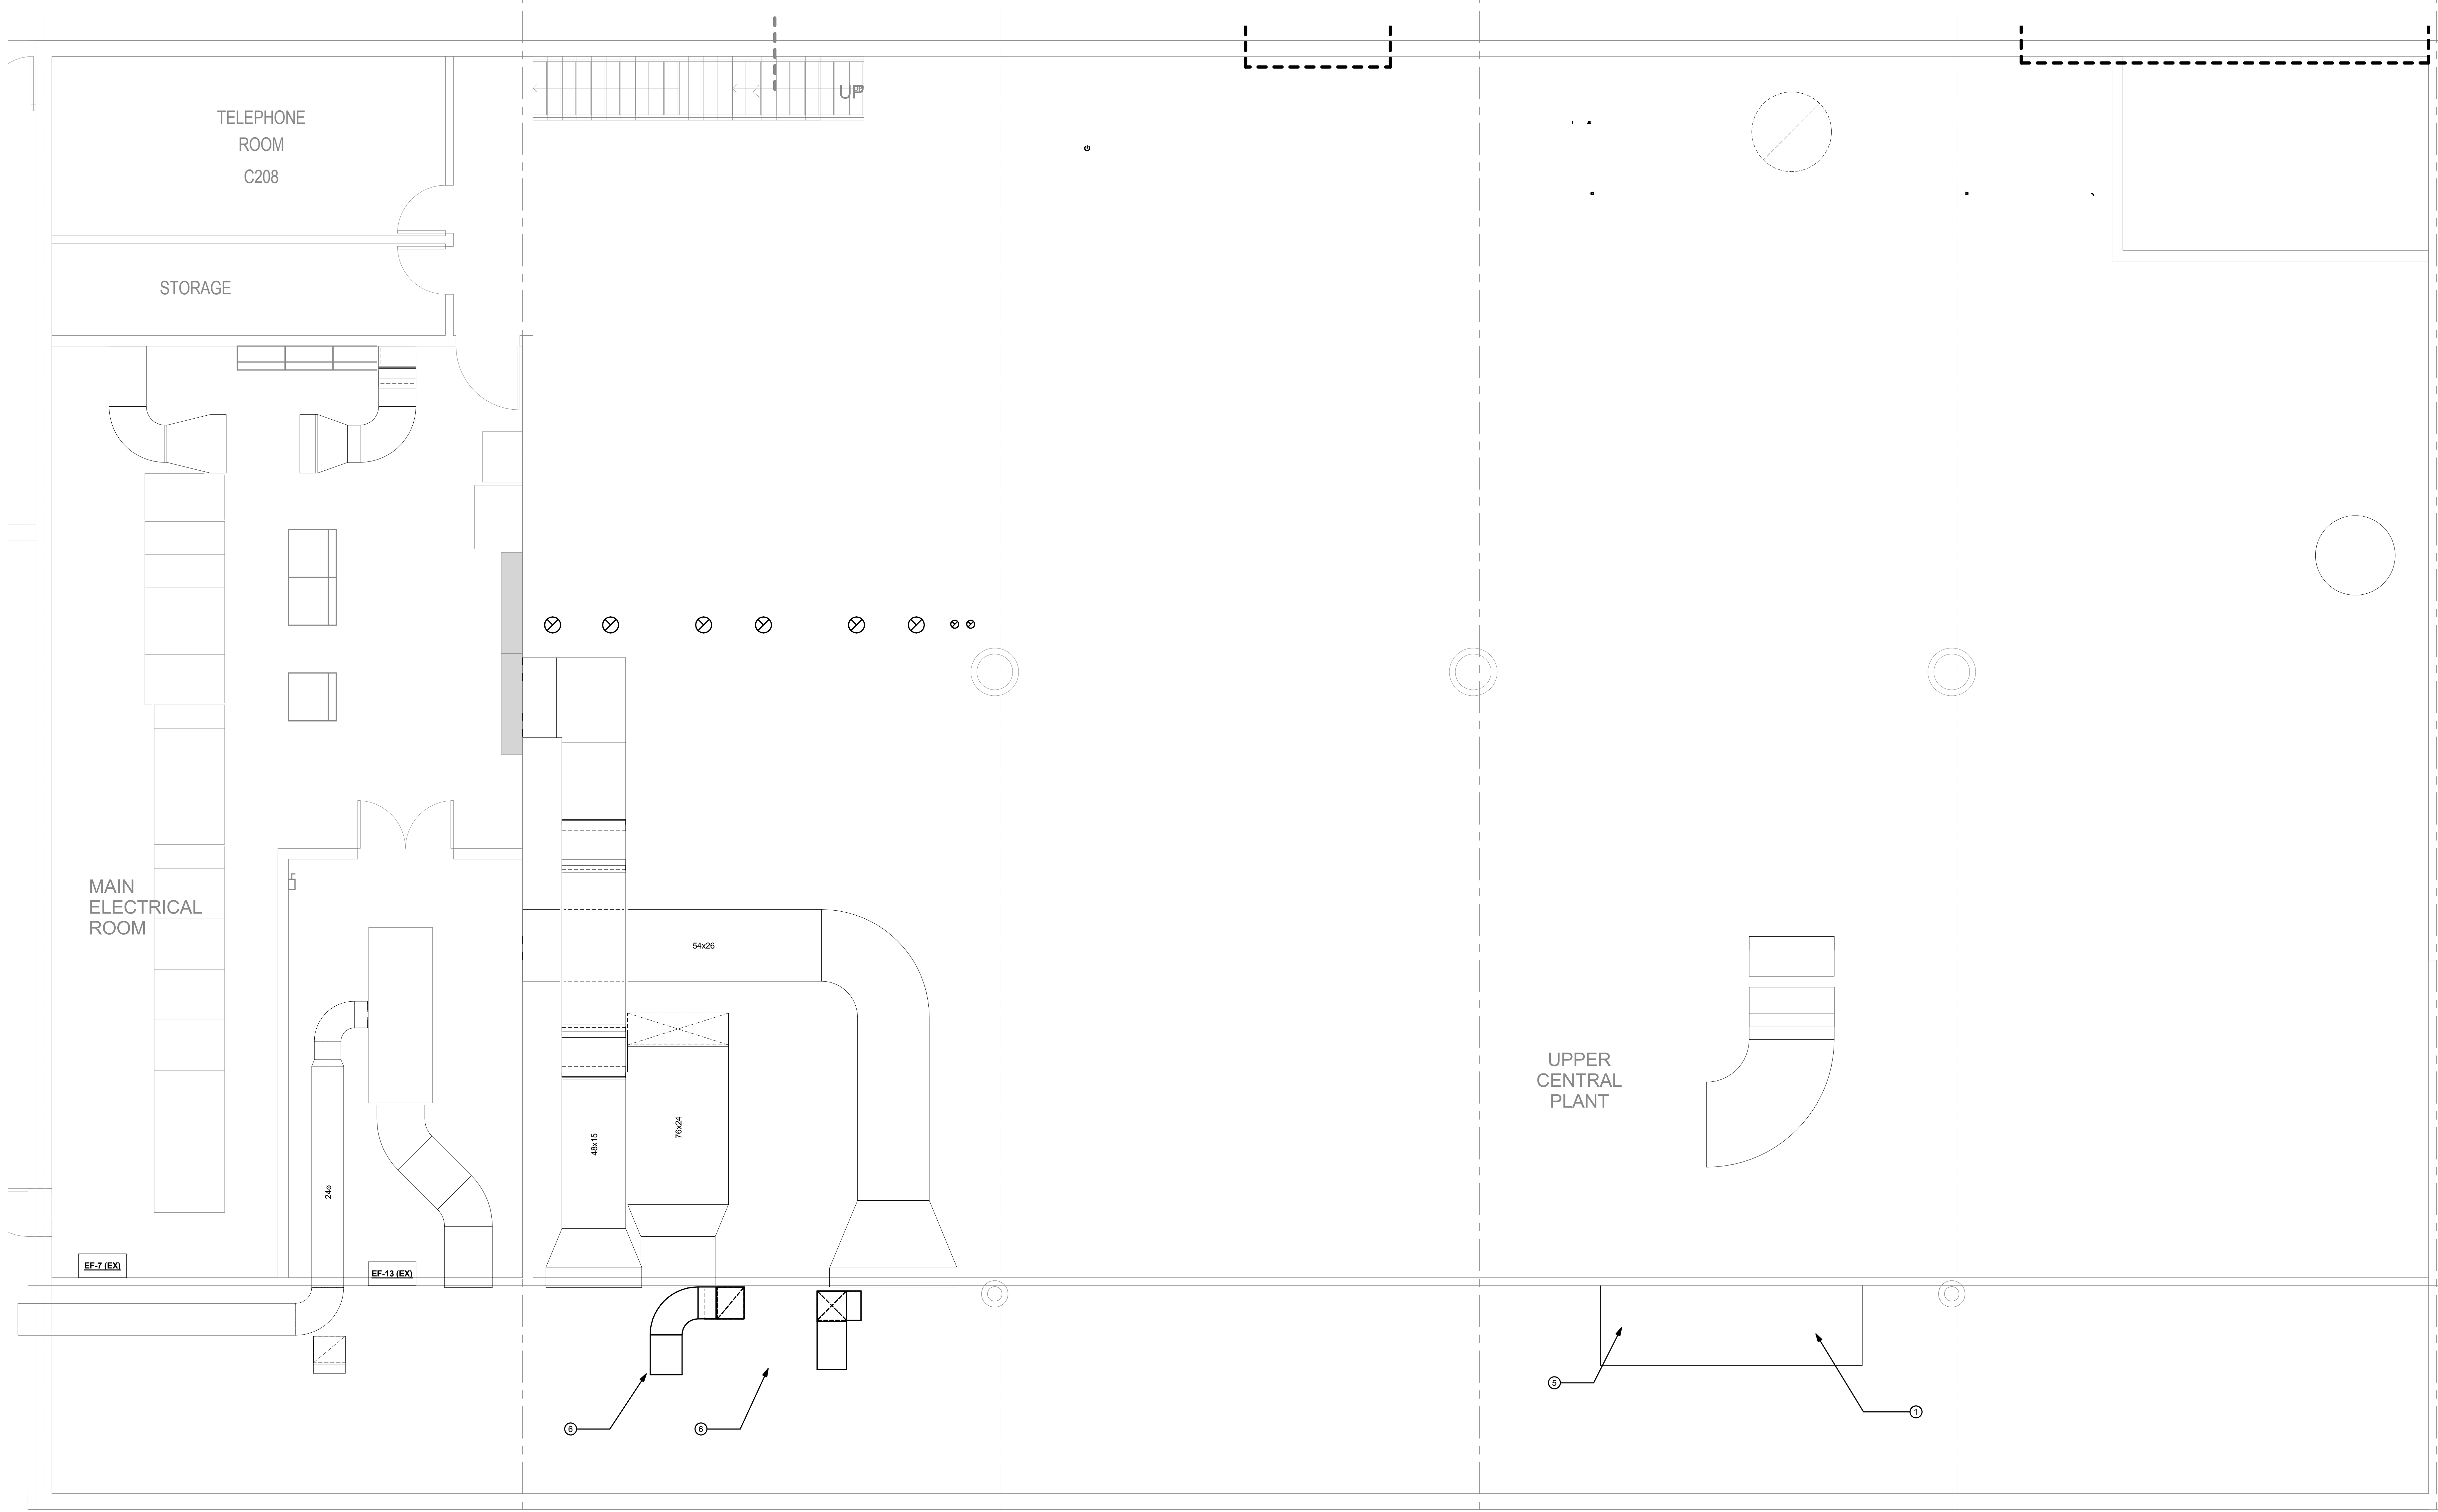 UP
TELEPHONE
ROOM
C208
STORAGE
MAIN
ELECTRICAL
ROOM
54x26
UPPER
CENTRAL
PLANT
76x24
48x15
24ø
EF-7 (EX)
EF-13 (EX)
5
1
6
6